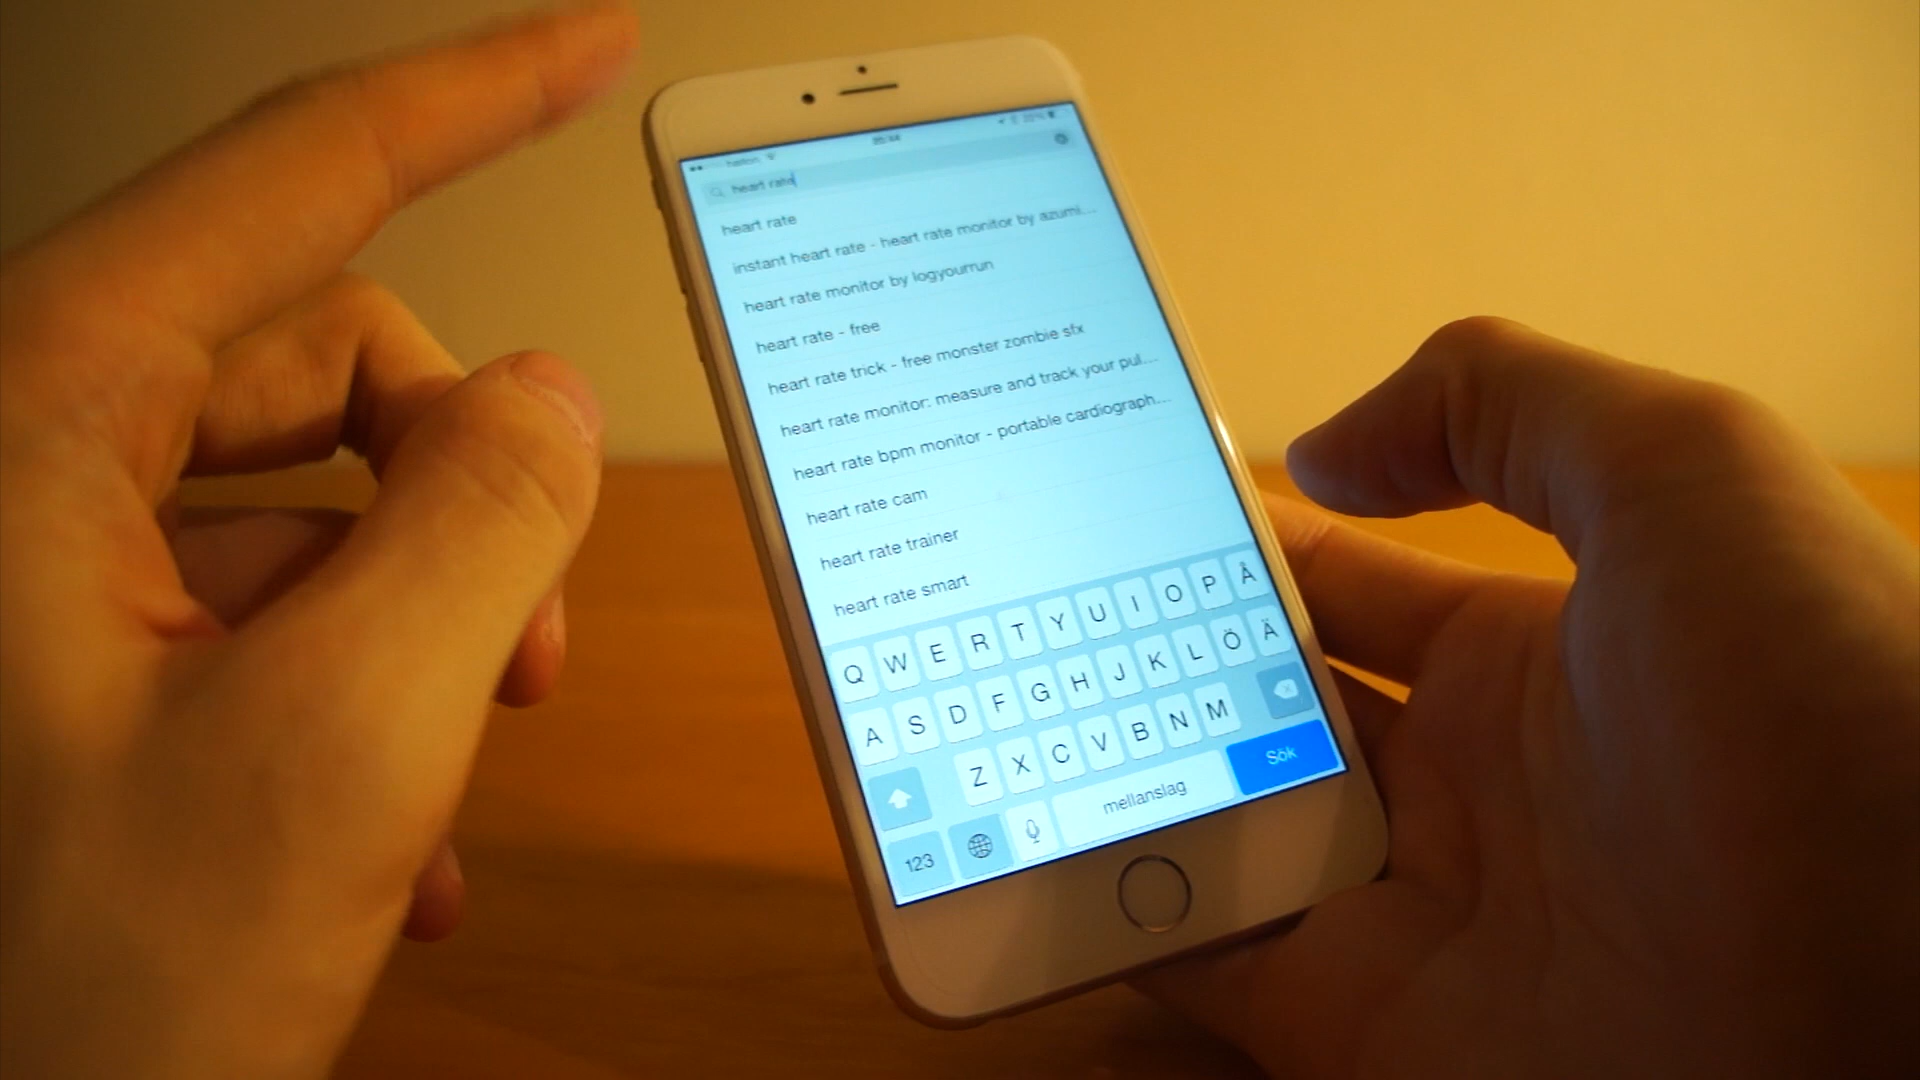 heart rate
heart rate
instant heart rate - heart rate monitor by azumi...
heart rate monitor by logyourrun
heart rate - free
heart rate trick - free monster zombie sfx
heart rate monitor: measure and track your pul...
heart rate bpm monitor - portable cardiograph...
heart rate cam
heart rate trainer
heart rate smart
Q W E R T Y U I O P Å
A S D F G H J K L Ö Ä
Z X C V B N M
123 mellanslag Sök